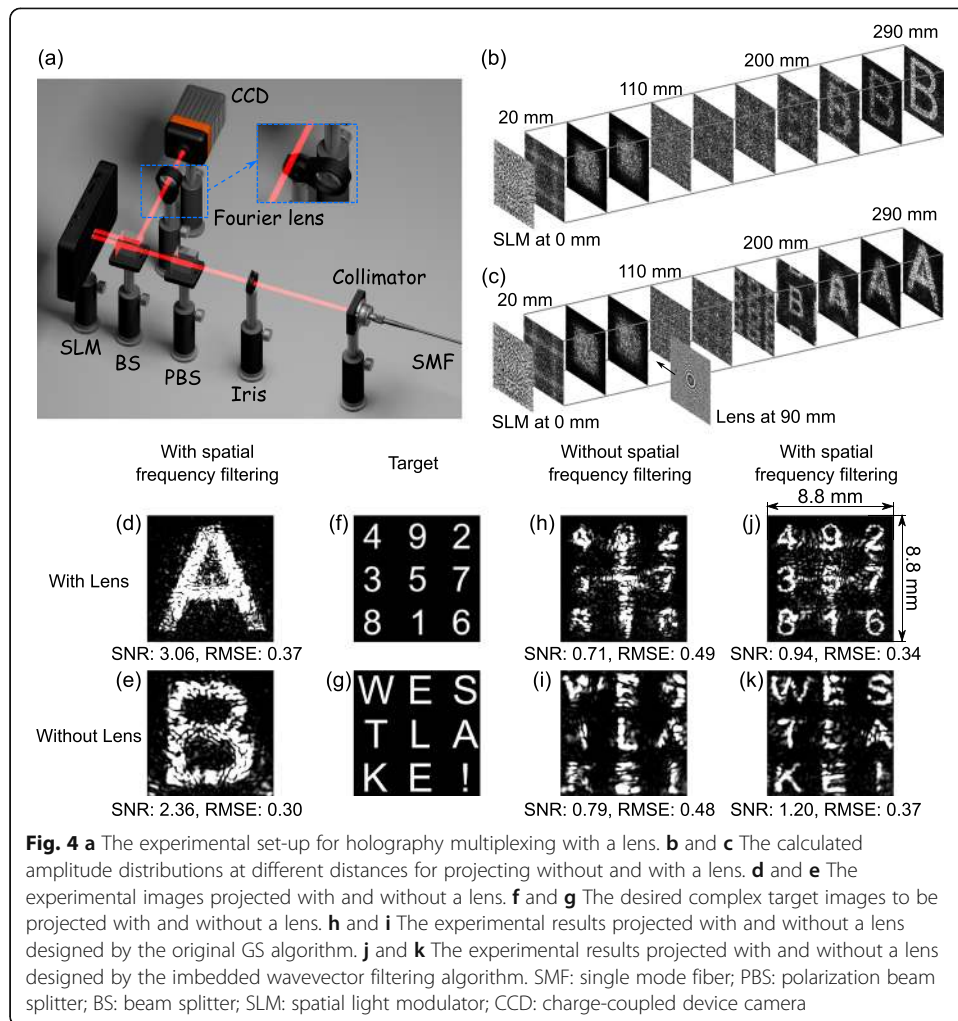 (a)
CCD
Fourier lens
Collimator
SLM
BS
PBS
Iris
SMF
(b)
20 mm
110 mm
200 mm
290 mm
SLM at 0 mm
(c)
20 mm
110 mm
200 mm
290 mm
SLM at 0 mm
Lens at 90 mm
With spatial
frequency filtering
Target
Without spatial
frequency filtering
With spatial
frequency filtering
8.8 mm
8.8 mm
With Lens
(d)
A
SNR: 3.06, RMSE: 0.37
(f)
4 9 2
3 5 7
8 1 6
(h)
SNR: 0.71, RMSE: 0.49
(j)
4 9 2
3 5 7
8 1 6
SNR: 0.94, RMSE: 0.34
Without Lens
(e)
B
SNR: 2.36, RMSE: 0.30
(g)
W E S
T L A
K E !
(i)
SNR: 0.79, RMSE: 0.48
(k)
W E S
T L A
K E !
SNR: 1.20, RMSE: 0.37
Fig. 4 a The experimental set-up for holography multiplexing with a lens. b and c The calculated
amplitude distributions at different distances for projecting without and with a lens. d and e The
experimental images projected with and without a lens. f and g The desired complex target images to be
projected with and without a lens. h and i The experimental results projected with and without a lens
designed by the original GS algorithm. j and k The experimental results projected with and without a lens
designed by the imbedded wavevector filtering algorithm. SMF: single mode fiber; PBS: polarization beam
splitter; BS: beam splitter; SLM: spatial light modulator; CCD: charge-coupled device camera